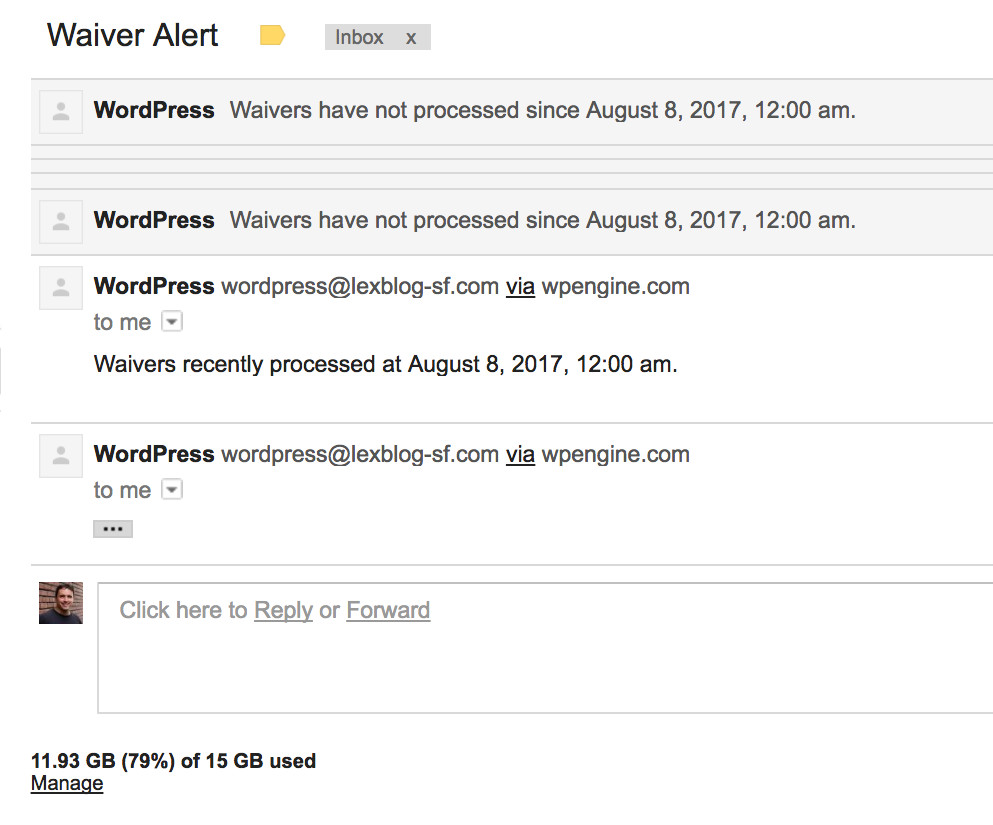 Waiver Alert Inbox x
WordPress Waivers have not processed since August 8, 2017, 12:00 am.
WordPress Waivers have not processed since August 8, 2017, 12:00 am.
WordPress wordpress@lexblog-sf.com via wpengine.com
to me
Waivers recently processed at August 8, 2017, 12:00 am.
WordPress wordpress@lexblog-sf.com via wpengine.com
to me
•••
Click here to Reply or Forward
11.93 GB (79%) of 15 GB used
Manage